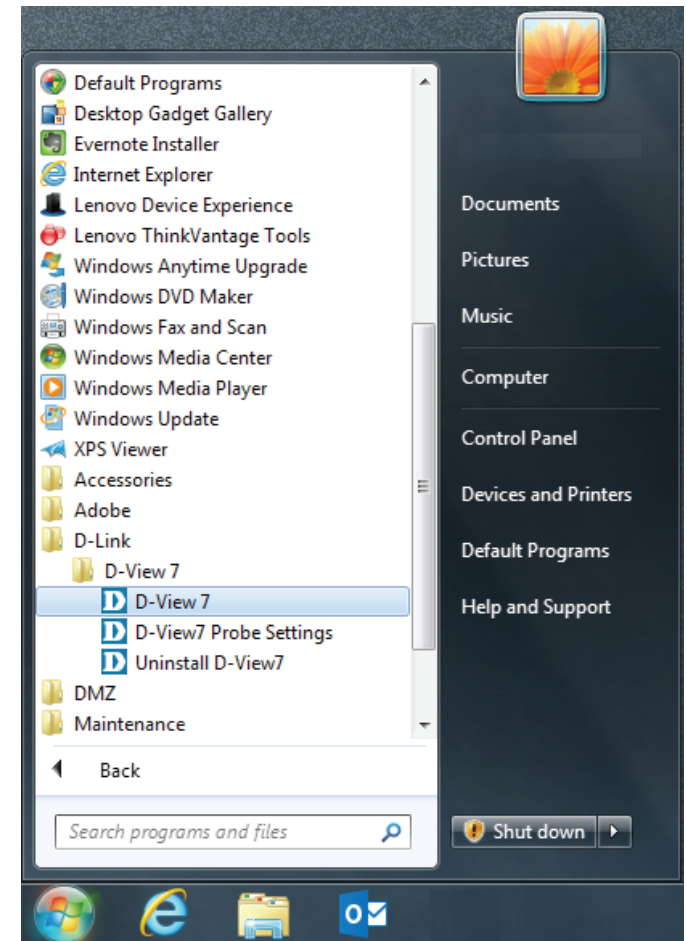 Default Programs
Desktop Gadget Gallery
Evernote Installer
Internet Explorer
Lenovo Device Experience
Lenovo ThinkVantage Tools
Windows Anytime Upgrade
Windows DVD Maker
Windows Fax and Scan
Windows Media Center
Windows Media Player
Windows Update
XPS Viewer
Accessories
Adobe
D-Link
D-View 7
D-View 7
D-View7 Probe Settings
Uninstall D-View7
DMZ
Maintenance
Back
Search programs and files
Documents
Pictures
Music
Computer
Control Panel
Devices and Printers
Default Programs
Help and Support
Shut down